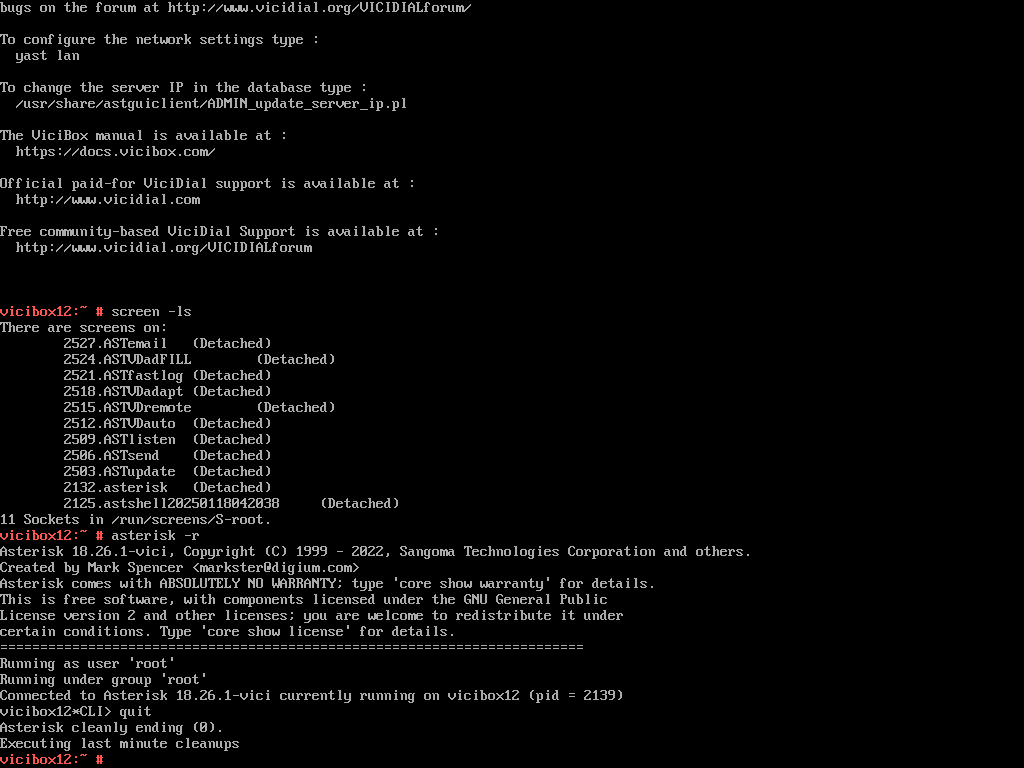 bugs on the forum at http://www.vicidial.org/VICIDIALforum/
To configure the network settings type :
  yast lan
To change the server IP in the database type :
  /usr/share/astguiclient/ADMIN_update_server_ip.pl
The ViciBox manual is available at :
  https://docs.vicibox.com/
Official paid-for ViciDial support is available at :
  http://www.vicidial.com
Free community-based ViciDial Support is available at :
  http://www.vicidial.org/VICIDIALforum
vicibox12:~ # screen -ls
There are screens on:
        2527.ASTemail   (Detached)
        2524.ASTVDadFILL        (Detached)
        2521.ASTfastlog (Detached)
        2518.ASTVDadapt (Detached)
        2515.ASTVDremote        (Detached)
        2512.ASTVDauto  (Detached)
        2509.ASTlisten  (Detached)
        2506.ASTsend    (Detached)
        2503.ASTupdate  (Detached)
        2132.asterisk   (Detached)
        2125.astshell20250118042038     (Detached)
11 Sockets in /run/screens/S-root.
vicibox12:~ # asterisk -r
Asterisk 18.26.1-vici, Copyright (C) 1999 - 2022, Sangoma Technologies Corporation and others.
Created by Mark Spencer <markster@digium.com>
Asterisk comes with ABSOLUTELY NO WARRANTY; type 'core show warranty' for details.
This is free software, with components licensed under the GNU General Public
License version 2 and other licenses; you are welcome to redistribute it under
certain conditions. Type 'core show license' for details.
=========================================================================
Running as user 'root'
Running under group 'root'
Connected to Asterisk 18.26.1-vici currently running on vicibox12 (pid = 2139)
vicibox12*CLI> quit
Asterisk cleanly ending (0).
Executing last minute cleanups
vicibox12:~ #